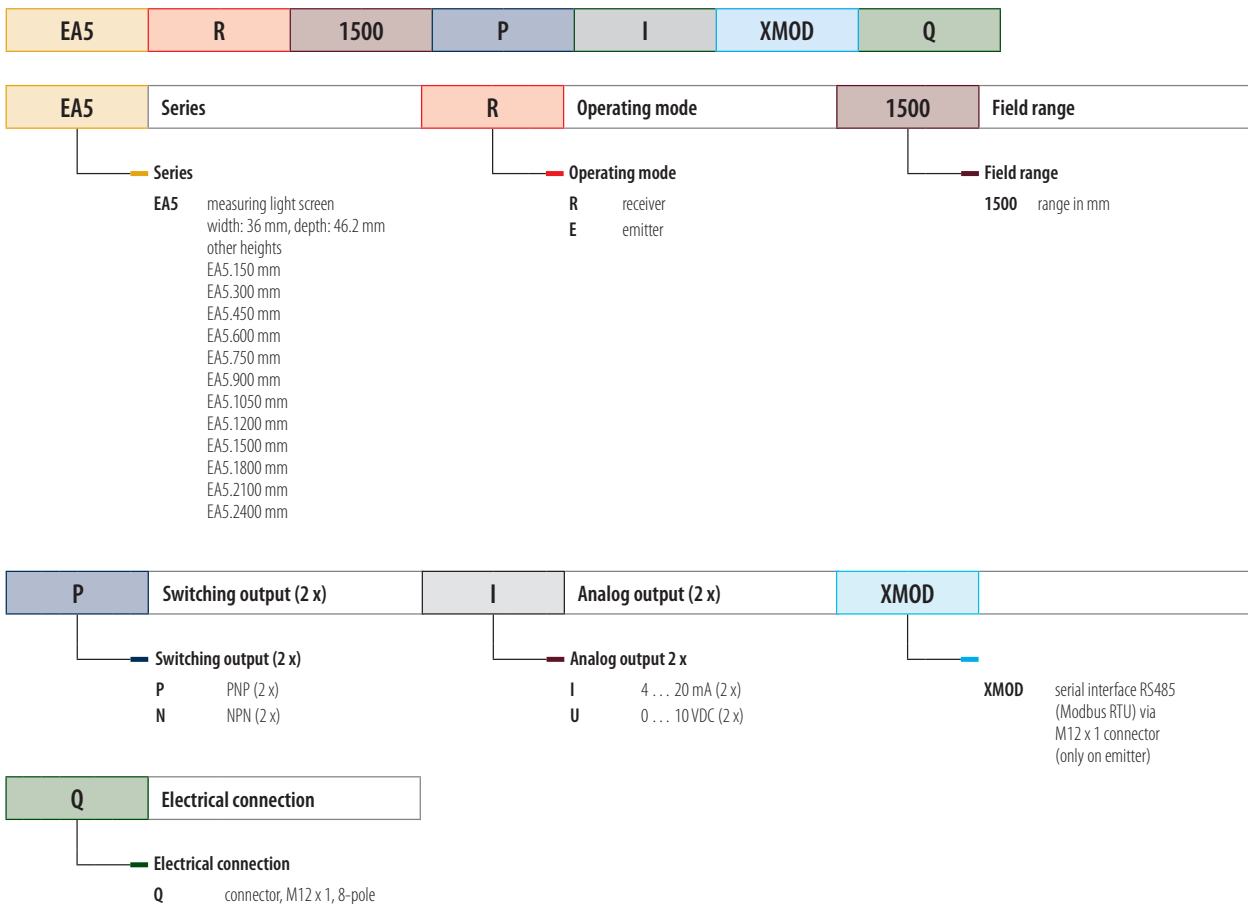 EA5 R 1500 P I XMOD Q
EA5 Series R Operating mode 1500 Field range
Series
EA5 measuring light screen
width: 36 mm, depth: 46.2 mm
other heights
EA5.150 mm
EA5.300 mm
EA5.450 mm
EA5.600 mm
EA5.750 mm
EA5.900 mm
EA5.1050 mm
EA5.1200 mm
EA5.1500 mm
EA5.1800 mm
EA5.2100 mm
EA5.2400 mm
Operating mode
R receiver
E emitter
Field range
1500 range in mm
P Switching output (2 x) I Analog output (2 x) XMOD
Switching output (2 x)
P PNP (2 x)
N NPN (2 x)
Analog output 2 x
I 4 . . . 20 mA (2 x)
U 0 . . . 10 VDC (2 x)
XMOD serial interface RS485
(Modbus RTU) via
M12 x 1 connector
(only on emitter)
Q Electrical connection
Electrical connection
Q connector, M12 x 1, 8-pole